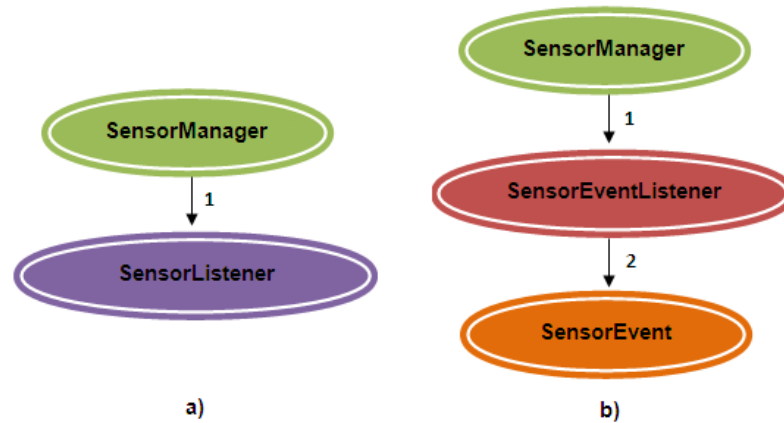 SensorManager
1
SensorListener
a)
SensorManager
1
SensorEventListener
2
SensorEvent
b)